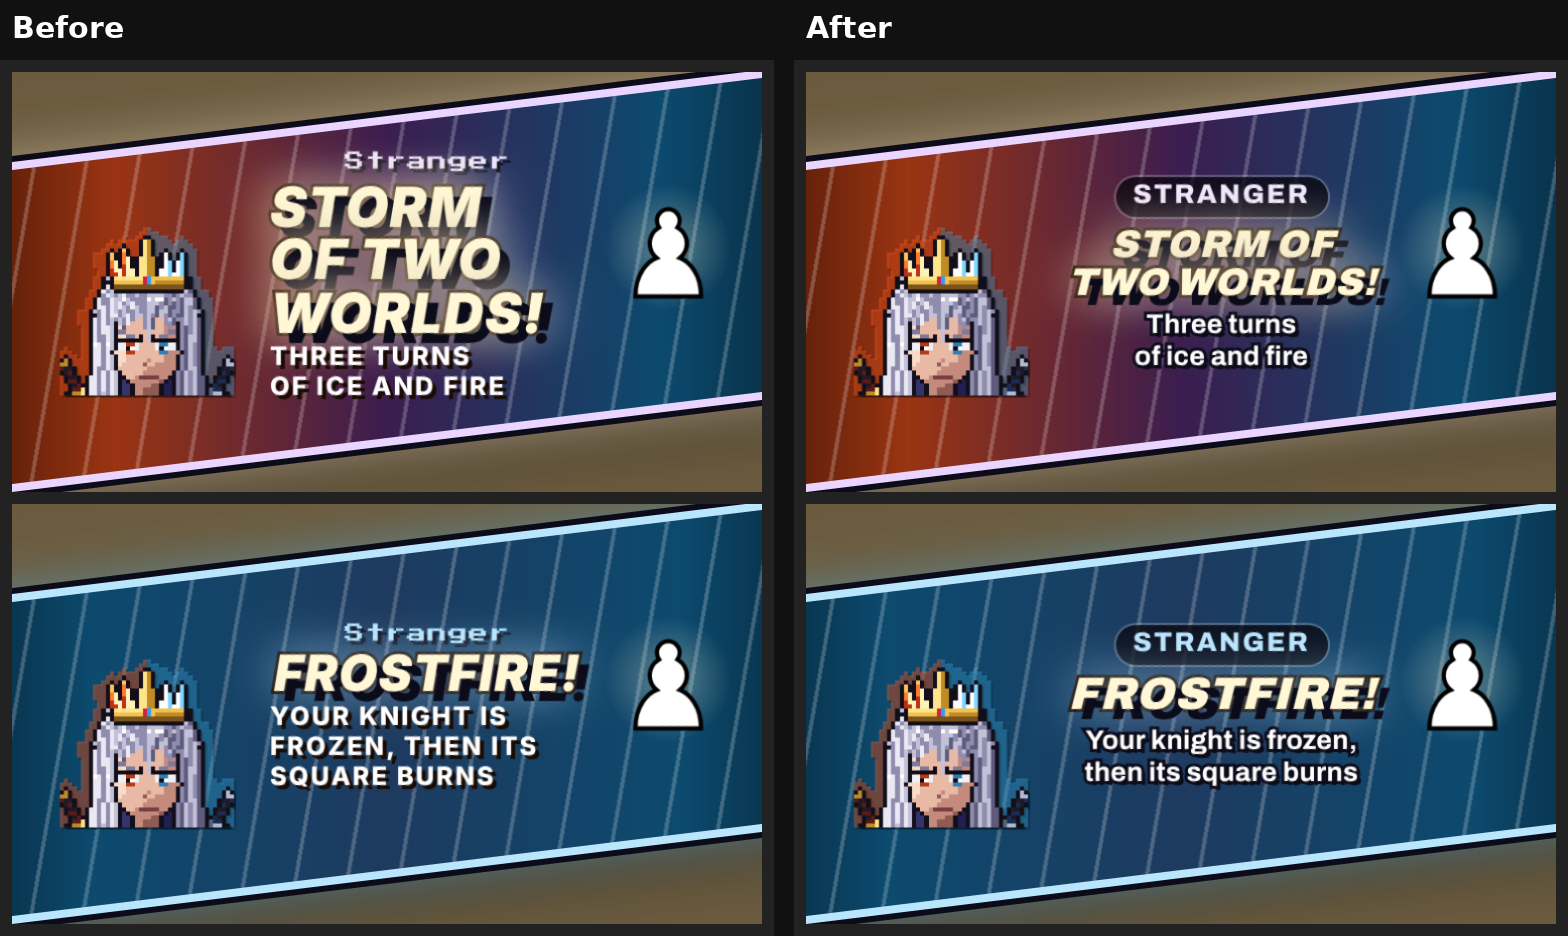 Before
Stranger
STORM
OF TWO
WORLDS!
THREE TURNS
OF ICE AND FIRE
Stranger
FROSTFIRE!
YOUR KNIGHT IS
FROZEN, THEN ITS
SQUARE BURNS
After
STRANGER
STORM OF
TWO WORLDS!
Three turns
of ice and fire
STRANGER
FROSTFIRE!
Your knight is frozen,
then its square burns